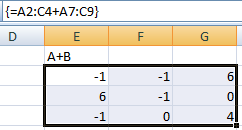 {=A2:C4+A7:C9}
D E F G
A+B
-1 -1 6
6 -1 0
-1 0 4